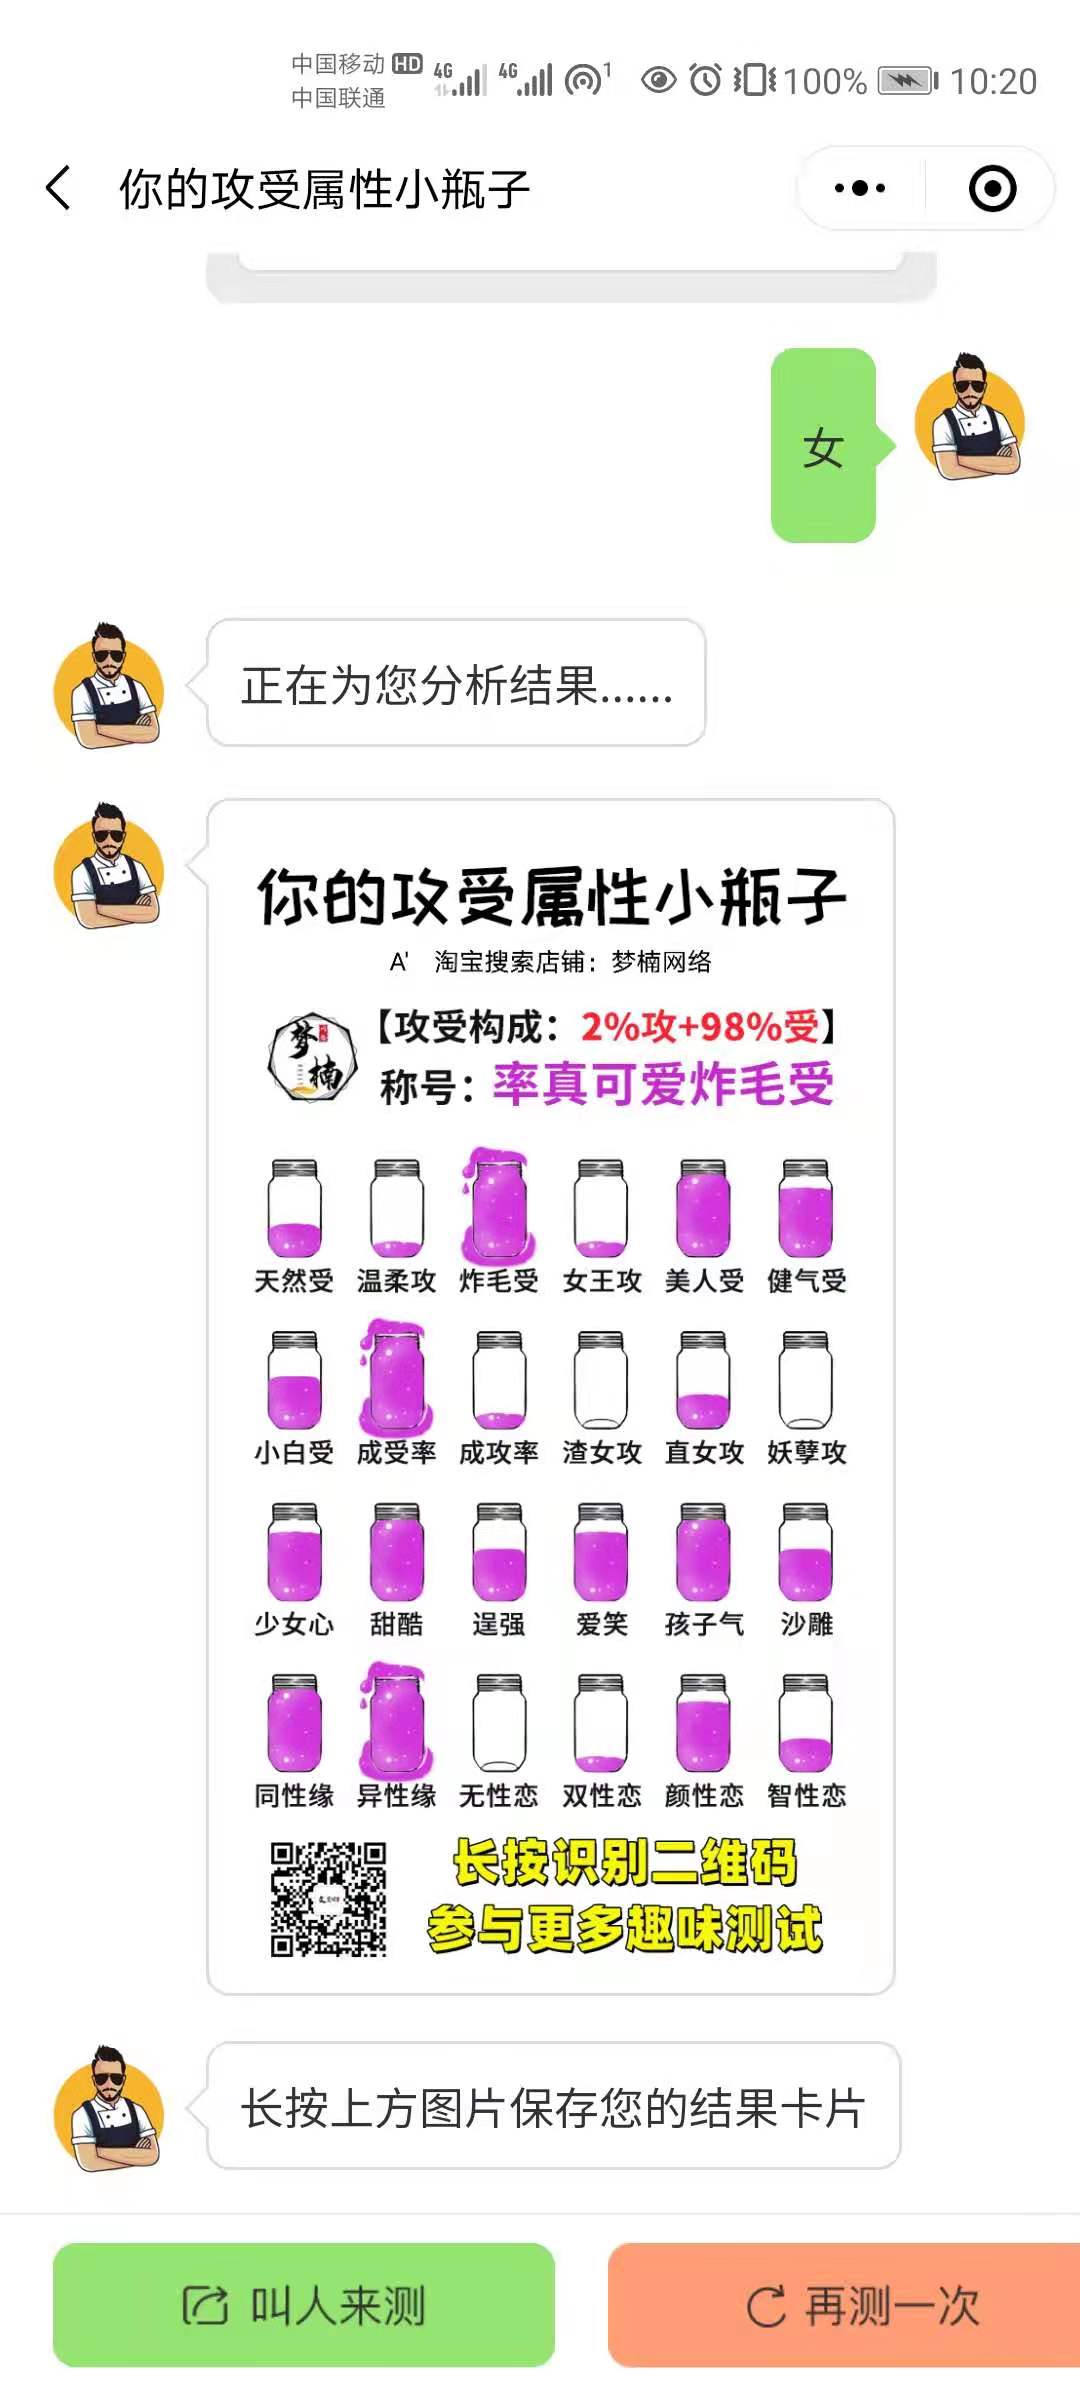 中国移动 HD 4G 4G 1 100% 10:20
中国联通
你的攻受属性小瓶子
女
正在为您分析结果......
你的攻受属性小瓶子
A' 淘宝搜索店铺：梦楠网络
梦楠
【攻受构成：2%攻+98%受】
称号：率真可爱炸毛受
天然受 温柔攻 炸毛受 女王攻 美人受 健气受
小白受 成受率 成攻率 渣女攻 直女攻 妖孽攻
少女心 甜酷 逞强 爱笑 孩子气 沙雕
同性缘 异性缘 无性恋 双性恋 颜性恋 智性恋
长按识别二维码
参与更多趣味测试
长按上方图片保存您的结果卡片
叫人来测
再测一次